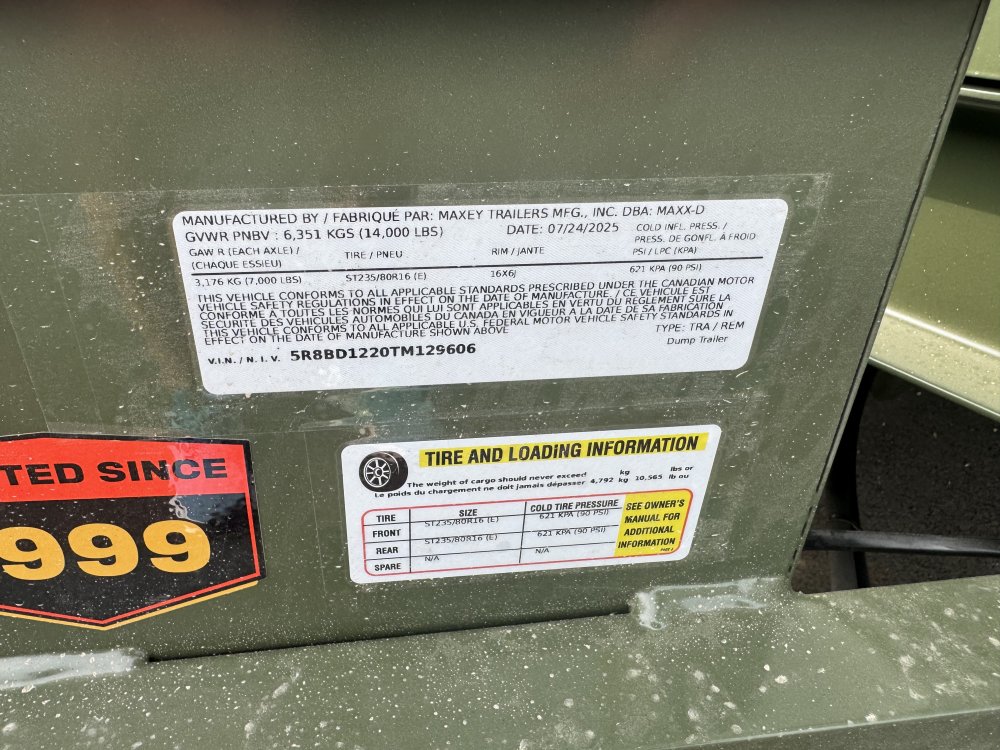 MANUFACTURED BY / FABRIQUÉ PAR: MAXEY TRAILERS MFG., INC. DBA: MAXX-D
GVWR PNBV : 6,351 KGS (14,000 LBS) DATE: 07/24/2025 COLD INFL. PRESS. /
PRESS. DE GONFL. À FROID
GAW R (EACH AXLE) / TIRE / PNEU RIM / JANTE PSI / LPC (KPA)
(CHAQUE ESSIEU)
3,176 KG (7,000 LBS) ST235/80R16 (E) 16X6J 621 KPA (90 PSI)
THIS VEHICLE CONFORMS TO ALL APPLICABLE STANDARDS PRESCRIBED UNDER THE CANADIAN MOTOR
VEHICLE SAFETY REGULATIONS IN EFFECT ON THE DATE OF MANUFACTURE. / CE VEHICULE EST
CONFORME À TOUTES LES NORMES QUI LUI SONT APPLICABLES EN VERTU DU REGLEMENT SURE LA
SECURITE DES VEHICULES AUTOMOBILES DU CANADA EN VIGUEUR A LA DATE DE SA FABRICATION
THIS VEHICLE CONFORMS TO ALL APPLICABLE U.S. FEDERAL MOTOR VEHICLE SAFETY STANDARDS IN
EFFECT ON THE DATE OF MANUFACTURE SHOWN ABOVE TYPE: TRA / REM
V.I.N. / N. I. V. 5R8BD1220TM129606 Dump Trailer
TED SINCE
999
TIRE AND LOADING INFORMATION
The weight of cargo should never exceed kg lbs or
Le poids du chargement ne doit jamais dépasser 4,792 kg 10,565 lb ou
TIRE SIZE COLD TIRE PRESSURE
FRONT ST235/80R16 (E) 621 KPA (90 PSI)
REAR ST235/80R16 (E) 621 KPA (90 PSI)
SPARE N/A N/A
SEE OWNER'S
MANUAL FOR
ADDITIONAL
INFORMATION